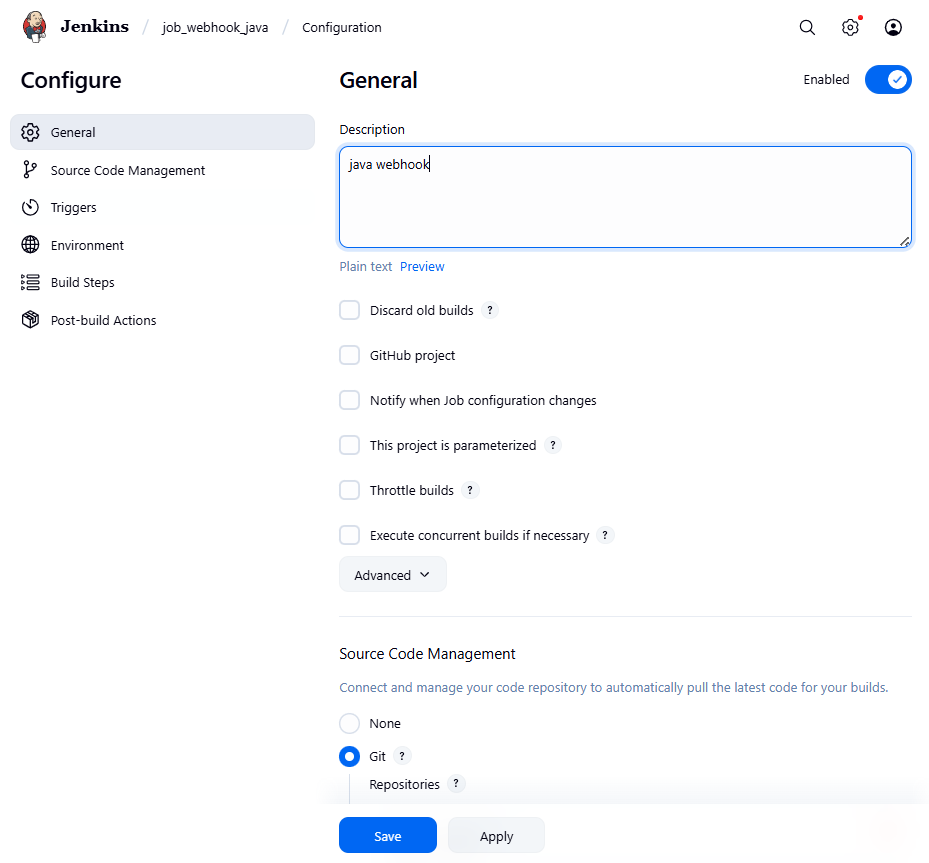 Jenkins / job_webhook_java / Configuration
Configure
General
Source Code Management
Triggers
Environment
Build Steps
Post-build Actions
General
Enabled
Description
java webhook
Plain text Preview
Discard old builds ?
GitHub project
Notify when Job configuration changes
This project is parameterized ?
Throttle builds ?
Execute concurrent builds if necessary ?
Advanced
Source Code Management
Connect and manage your code repository to automatically pull the latest code for your builds.
None
Git ?
Repositories ?
Save Apply